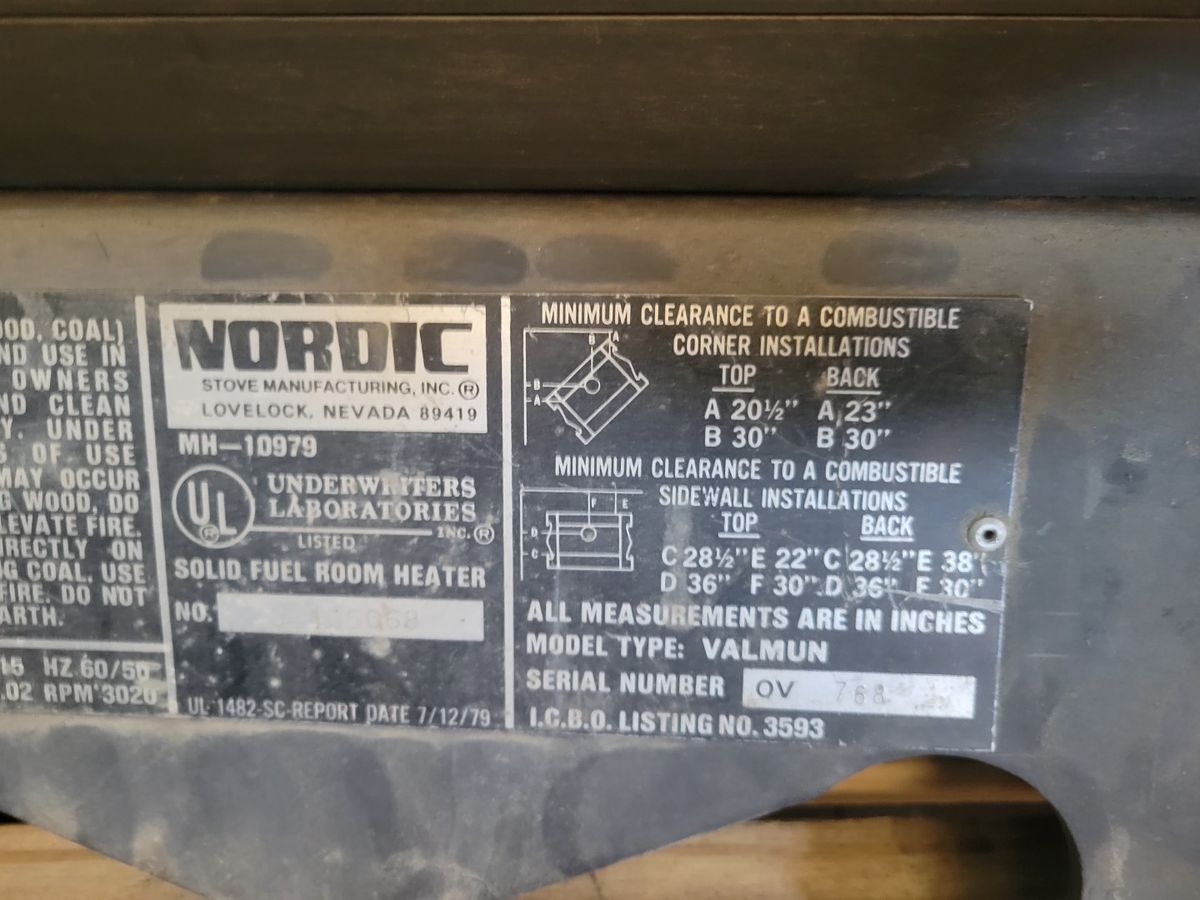 OOD, COAL)
ND USE IN
OWNERS
ND CLEAN
Y. UNDER
S OF USE
MAY OCCUR
G WOOD, DO
LEVATE FIRE.
IRECTLY ON
NG COAL, USE
FIRE. DO NOT
ARTH.
15 HZ 60/50
.02 RPM 3020
NORDIC
STOVE MANUFACTURING, INC. ®
LOVELOCK, NEVADA 89419
MH-10979
UL ®
UNDERWRITERS
LABORATORIES
INC. ®
LISTED
SOLID FUEL ROOM HEATER
NO.
UL 1482-SC-REPORT DATE 7/12/79
MINIMUM CLEARANCE TO A COMBUSTIBLE
CORNER INSTALLATIONS
TOP BACK
A 20½" A 23"
B 30" B 30"
B A
B
A
MINIMUM CLEARANCE TO A COMBUSTIBLE
SIDEWALL INSTALLATIONS
TOP BACK
C 28½" E 22" C 28½" E 38"
D 36" F 30" D 36" F 30"
F E
D
C
ALL MEASUREMENTS ARE IN INCHES
MODEL TYPE: VALMUN
SERIAL NUMBER OV 768
I.C.B.O. LISTING NO. 3593